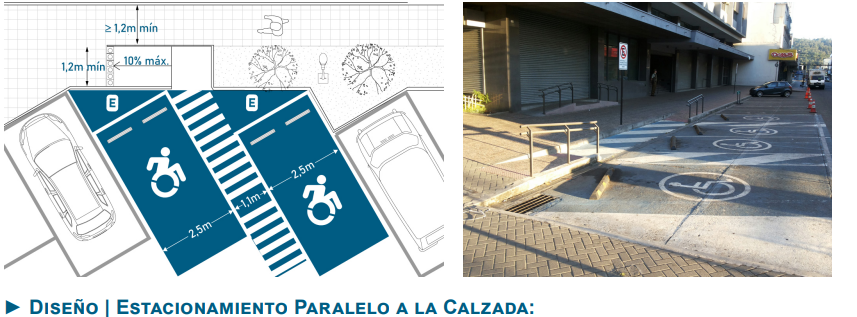 ≥ 1,2m mín
1,2m mín
10% máx.
E
E
2,5m
1,1m
2,5m
► DISEÑO | ESTACIONAMIENTO PARALELO A LA CALZADA: